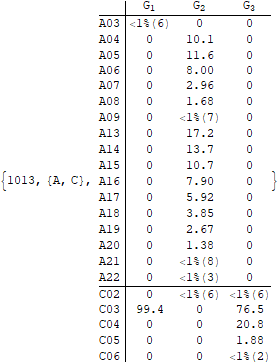 G1 G2 G3
A03 <1%(6) 0 0
A04 0 10.1 0
A05 0 11.6 0
A06 0 8.00 0
A07 0 2.96 0
A08 0 1.68 0
A09 0 <1%(7) 0
A13 0 17.2 0
A14 0 13.7 0
A15 0 10.7 0
{1013, {A, C}, A16 0 7.90 0 }
A17 0 5.92 0
A18 0 3.85 0
A19 0 2.67 0
A20 0 1.38 0
A21 0 <1%(8) 0
A22 0 <1%(3) 0
C02 0 <1%(6) <1%(6)
C03 99.4 0 76.5
C04 0 0 20.8
C05 0 0 1.88
C06 0 0 <1%(2)